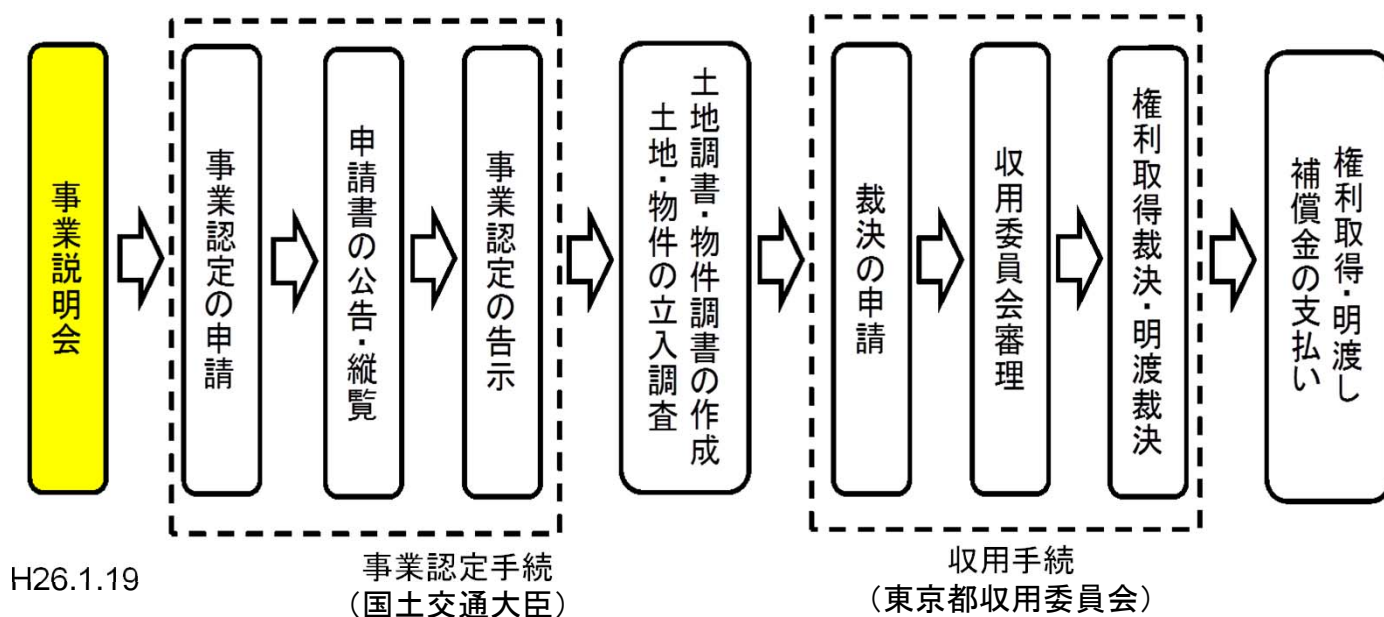 事業説明会
事業認定の申請
申請書の公告・縦覧
事業認定の告示
土地調書・物件調書の作成
土地・物件の立入調査
裁決の申請
収用委員会審理
権利取得裁決・明渡裁決
権利取得・明渡し
補償金の支払い
H26.1.19
事業認定手続
（国土交通大臣）
収用手続
（東京都収用委員会）